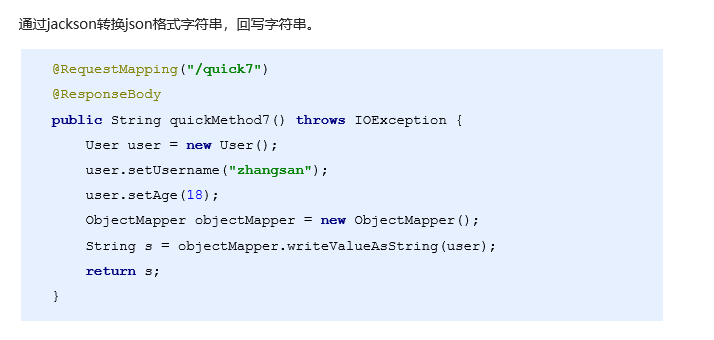 通过jackson转换json格式字符串，回写字符串。
@RequestMapping("/quick7")
@ResponseBody
public String quickMethod7() throws IOException {
    User user = new User();
    user.setUsername("zhangsan");
    user.setAge(18);
    ObjectMapper objectMapper = new ObjectMapper();
    String s = objectMapper.writeValueAsString(user);
    return s;
}